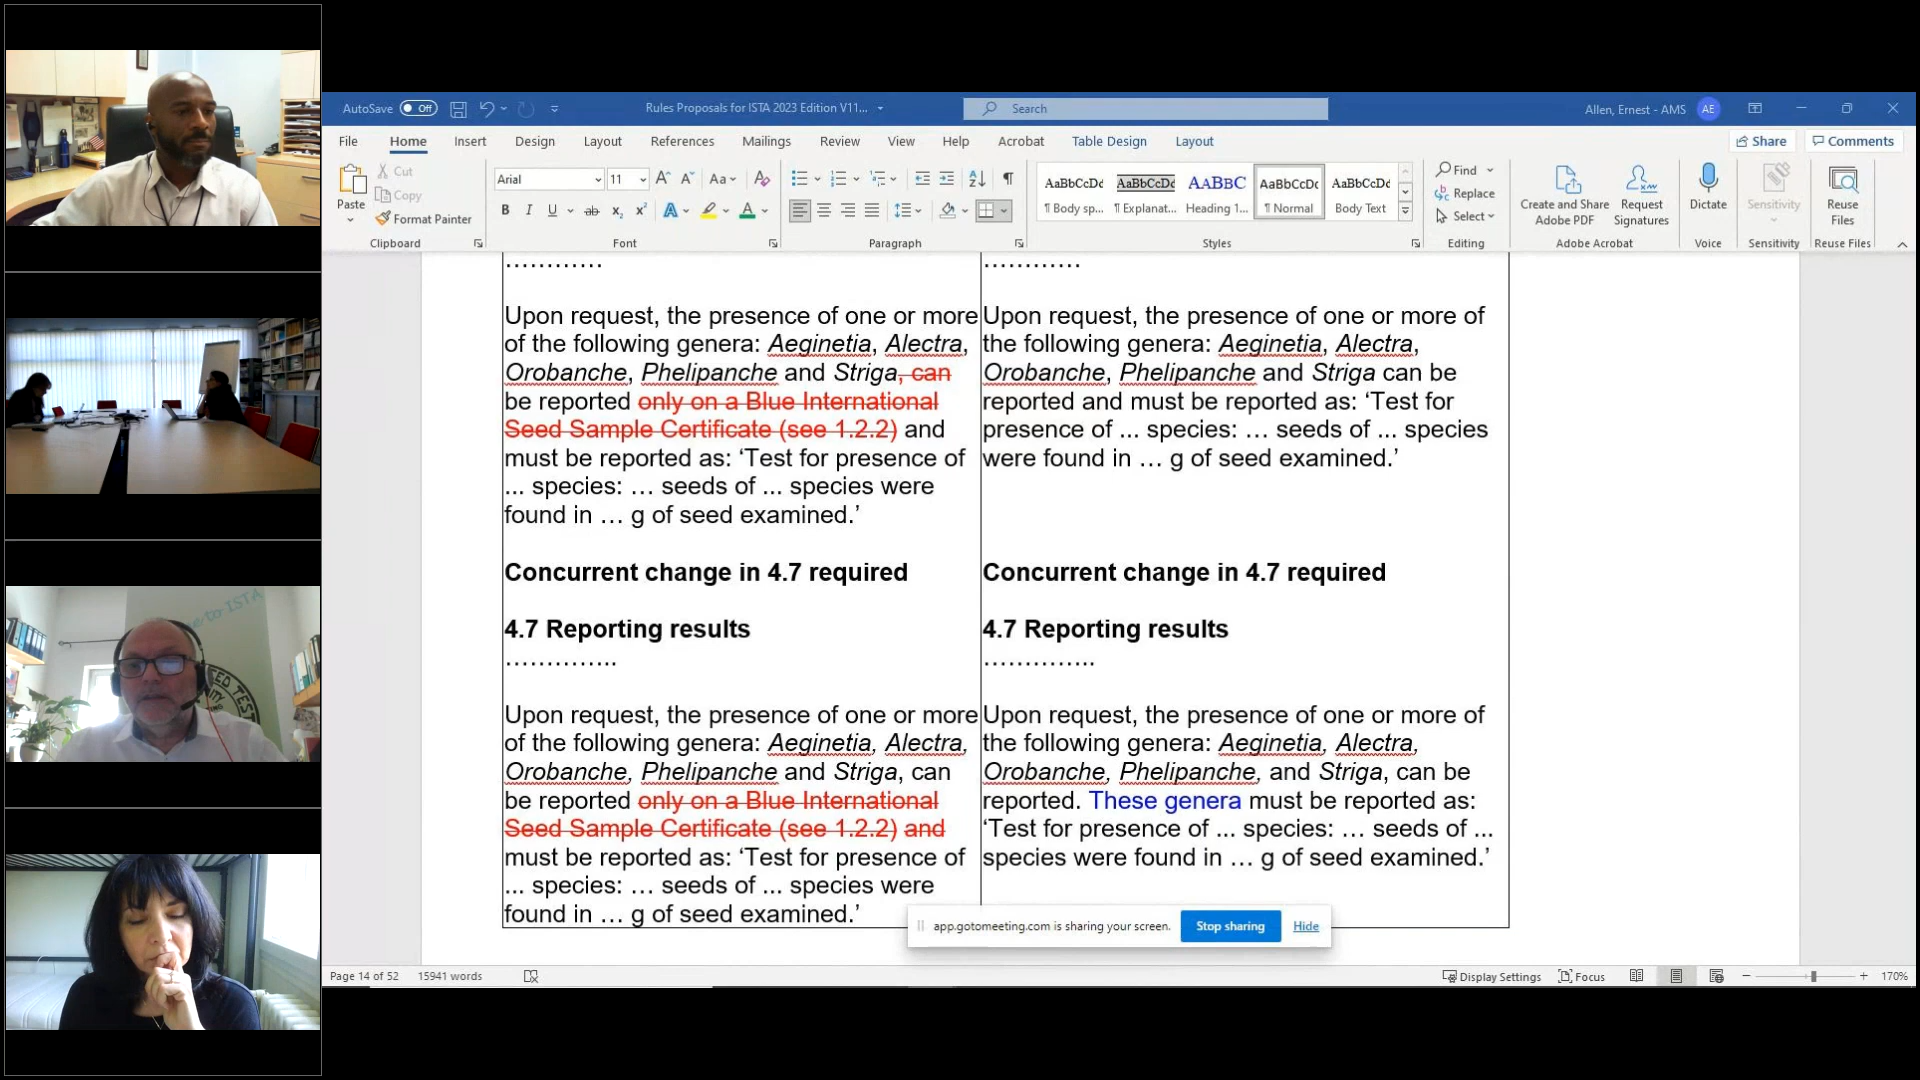 AutoSave Off Rules Proposals for ISTA 2023 Edition V11... Search Allen, Ernest - AMS AE
File Home Insert Design Layout References Mailings Review View Help Acrobat Table Design Layout Share Comments
Paste Cut Copy Format Painter
Arial 11 Aa
B I U ab x₂ x² A A
AaBbCcDc AaBbCcDc AaBbC AaBbCcDc AaBbCcDc
¶ Body sp... ¶ Explanat... Heading 1... ¶ Normal Body Text
Find
Replace
Select
Create and Share Adobe PDF
Request Signatures
Dictate
Sensitivity
Reuse Files
Clipboard Font Paragraph Styles Editing Adobe Acrobat Voice Sensitivity Reuse Files
…………
Upon request, the presence of one or more
of the following genera: Aeginetia, Alectra,
Orobanche, Phelipanche and Striga, can
be reported only on a Blue International
Seed Sample Certificate (see 1.2.2) and
must be reported as: ‘Test for presence of
... species: … seeds of ... species were
found in … g of seed examined.’
Concurrent change in 4.7 required
4.7 Reporting results
…………..
Upon request, the presence of one or more
of the following genera: Aeginetia, Alectra,
Orobanche, Phelipanche and Striga, can
be reported only on a Blue International
Seed Sample Certificate (see 1.2.2) and
must be reported as: ‘Test for presence of
... species: … seeds of ... species were
found in … g of seed examined.’
…………
Upon request, the presence of one or more of
the following genera: Aeginetia, Alectra,
Orobanche, Phelipanche and Striga can be
reported and must be reported as: ‘Test for
presence of ... species: … seeds of ... species
were found in … g of seed examined.’
Concurrent change in 4.7 required
4.7 Reporting results
…………..
Upon request, the presence of one or more of
the following genera: Aeginetia, Alectra,
Orobanche, Phelipanche, and Striga, can be
reported. These genera must be reported as:
‘Test for presence of ... species: … seeds of ...
species were found in … g of seed examined.’
app.gotomeeting.com is sharing your screen. Stop sharing Hide
Page 14 of 52 15941 words Display Settings Focus 170%
to ISTA